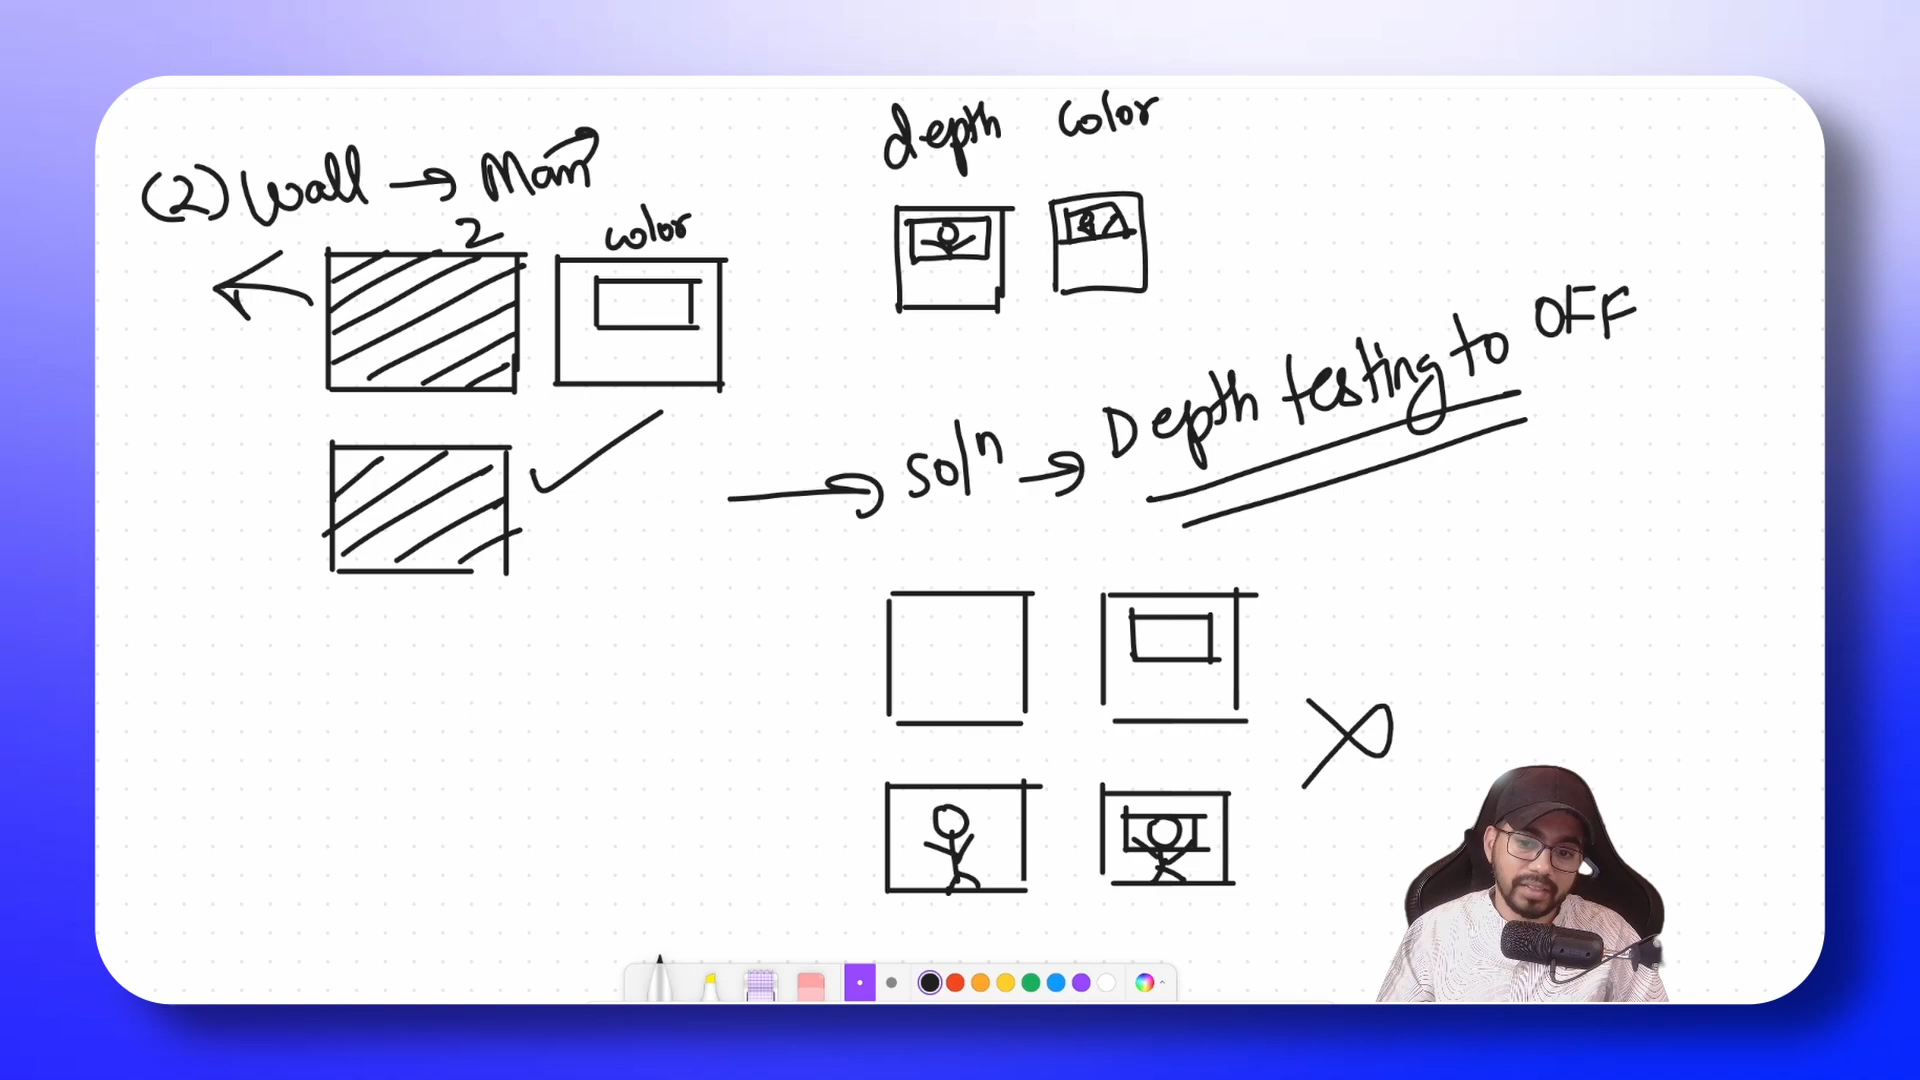 (2) Wall → Man
2
color
depth color
Solⁿ → Depth testing to OFF